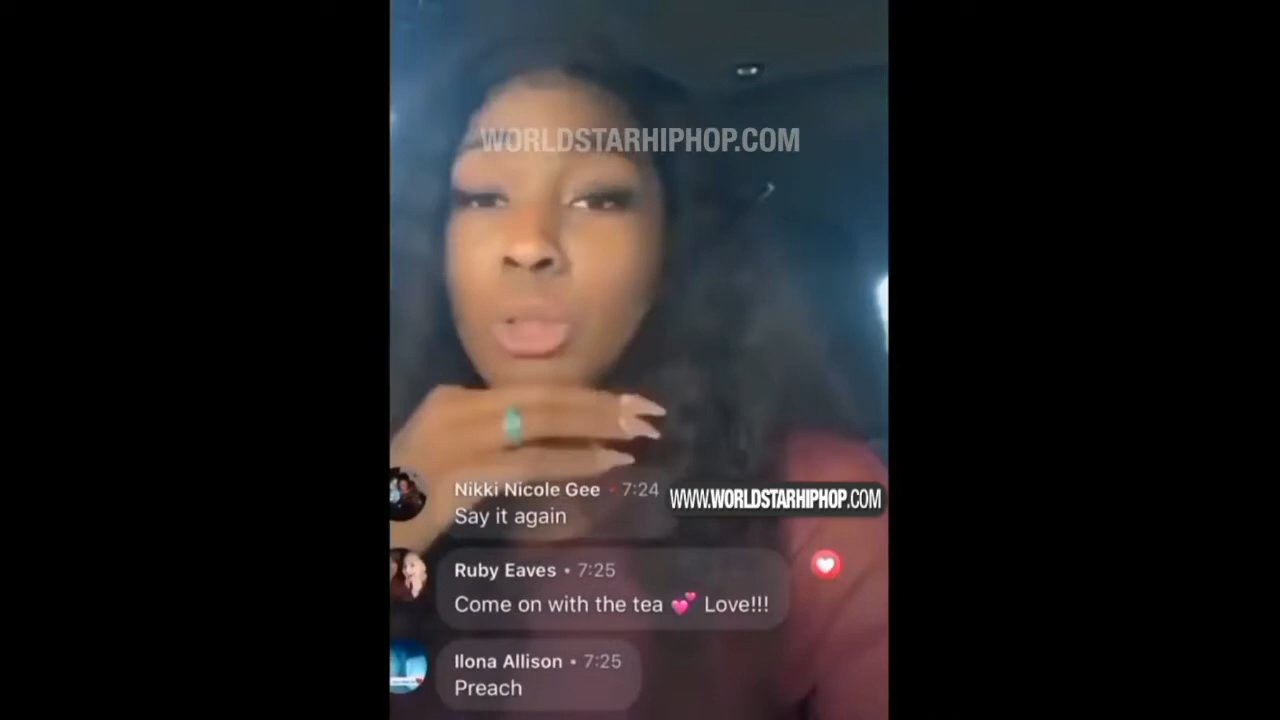 WORLDSTARHIPHOP.COM
Nikki Nicole Gee • 7:24
Say it again
WWW.WORLDSTARHIPHOP.COM
Ruby Eaves • 7:25
Come on with the tea 💕 Love!!!
Ilona Allison • 7:25
Preach